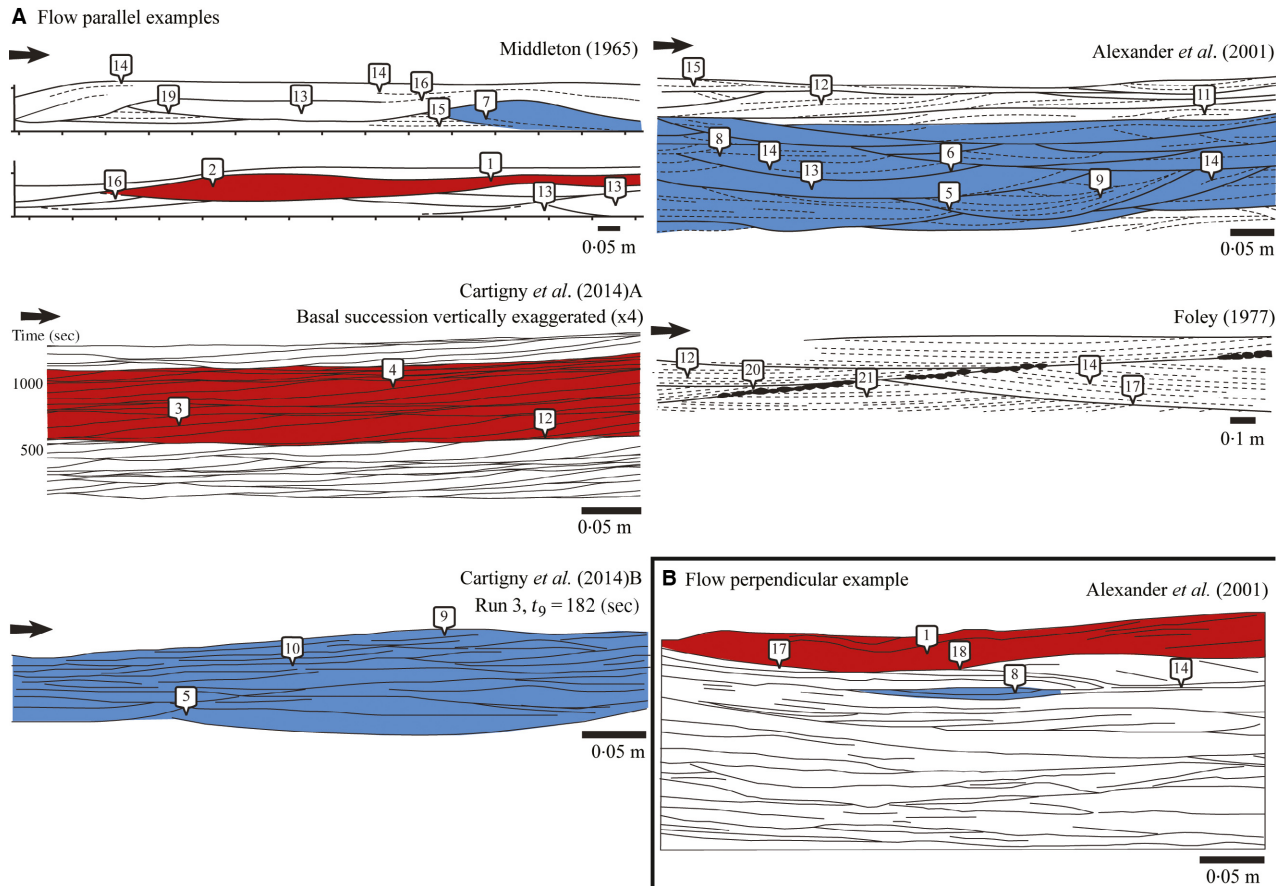 A Flow parallel examples
Middleton (1965)
14
14
16
19
13
15
7
2
1
16
13
13
0·05 m
Alexander et al. (2001)
15
12
11
8
14
6
14
13
9
5
0·05 m
Cartigny et al. (2014)A
Basal succession vertically exaggerated (x4)
Time (sec)
1000
4
3
12
500
0·05 m
Foley (1977)
12
20
21
14
17
0·1 m
Cartigny et al. (2014)B
Run 3, t9 = 182 (sec)
9
10
5
0·05 m
B Flow perpendicular example
Alexander et al. (2001)
1
17
18
8
14
0·05 m